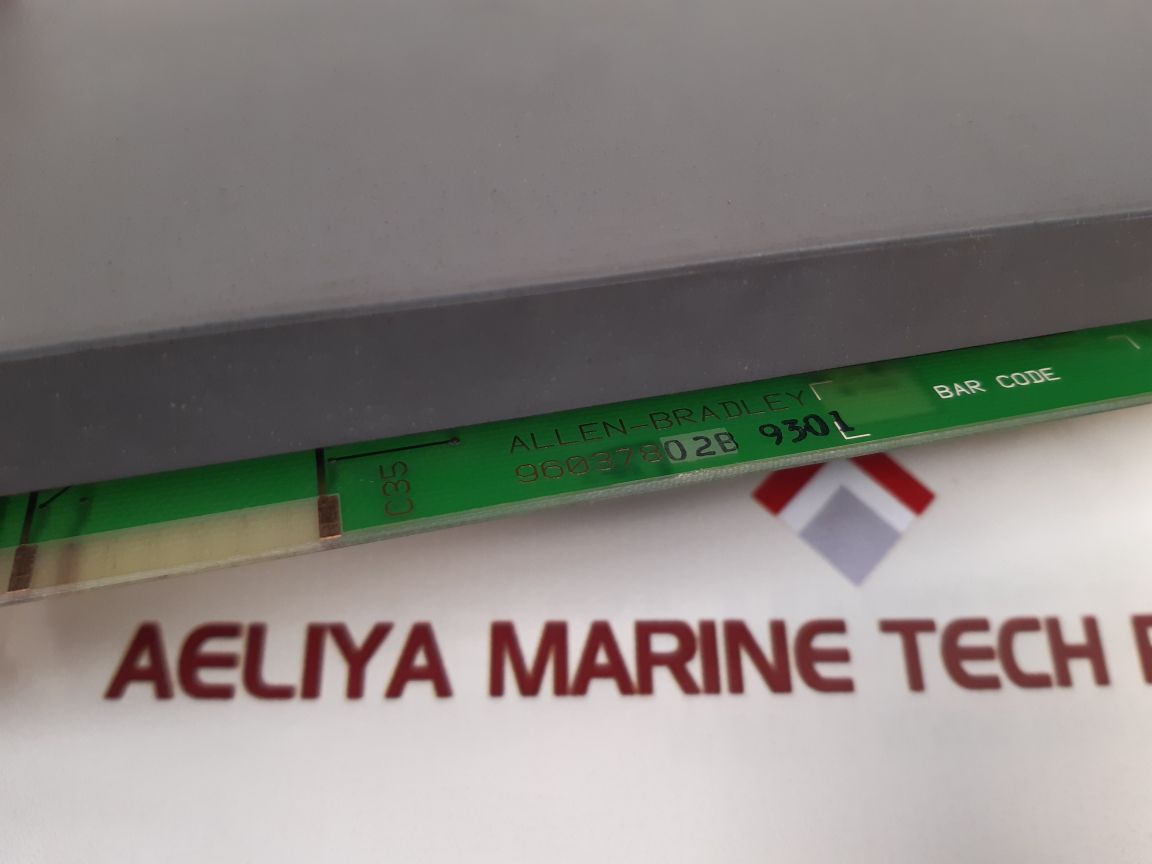 BAR CODE
ALLEN-BRADLEY
96037802B 9301
C35
AELIYA MARINE TECH